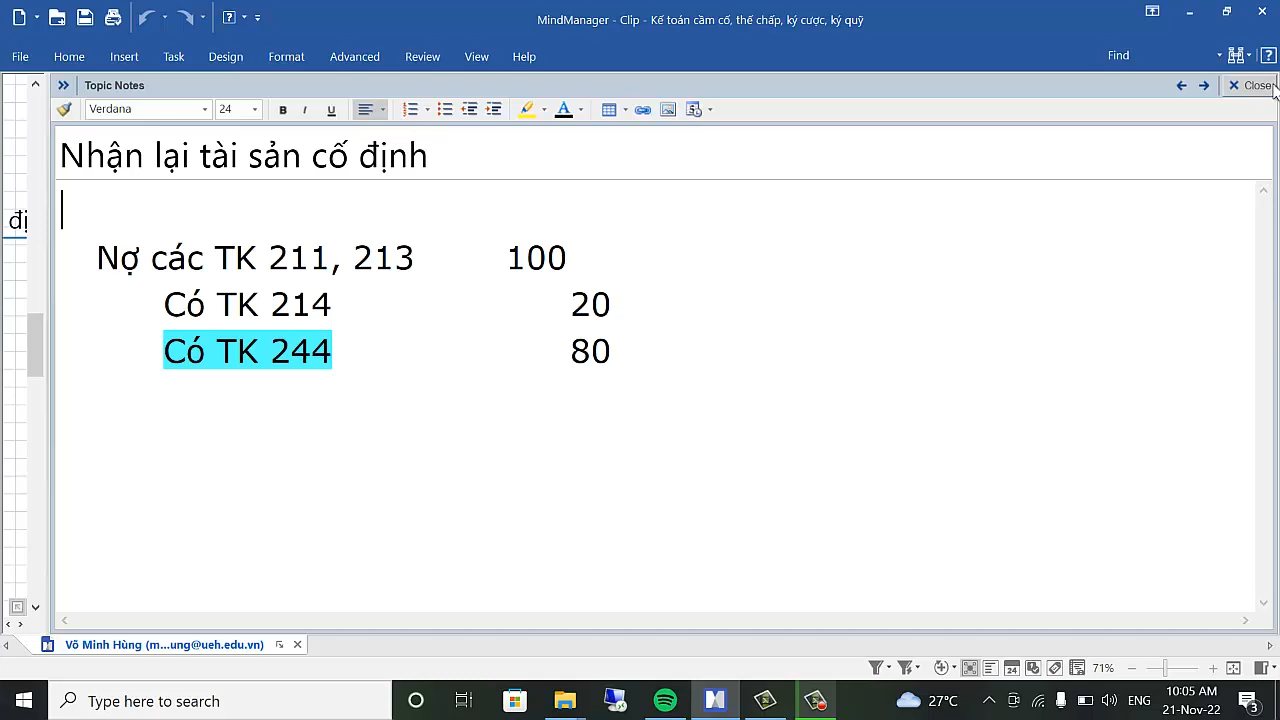 MindManager - Clip - Kế toán cầm cố, thế chấp, ký cược, ký quỹ
File Home Insert Task Design Format Advanced Review View Help Find
Topic Notes Close
Verdana 24 B I U A
Nhận lại tài sản cố định
đị
Nợ các TK 211, 213 100
Có TK 214 20
Có TK 244 80
Võ Minh Hùng (m...ung@ueh.edu.vn)
24 71%
Type here to search
27°C ENG 10:05 AM
21-Nov-22 3